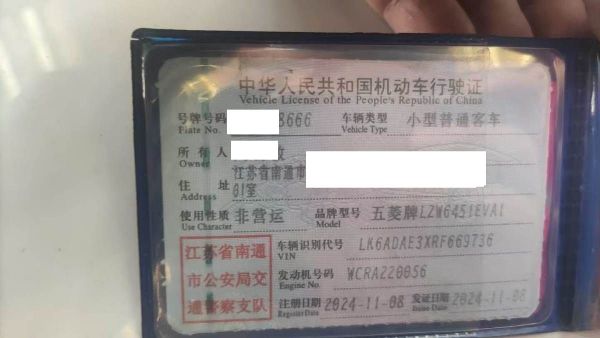 中华人民共和国机动车行驶证
Vehicle License of the People's Republic of China
号牌号码 8666 车辆类型 小型普通客车
Plate No. Vehicle Type
所有人
Owner
住址 江苏省南通市
Address 01室
使用性质 非营运 品牌型号 五菱牌LZW6451EVA1
Use Character Model
江苏省南通
市公安局交
通警察支队
车辆识别代号 LK6ADAE3XRF669736
VIN
发动机号码 WCRA220056
Engine No.
注册日期 2024-11-08 发证日期 2024-11-08
Register Date Issue Date